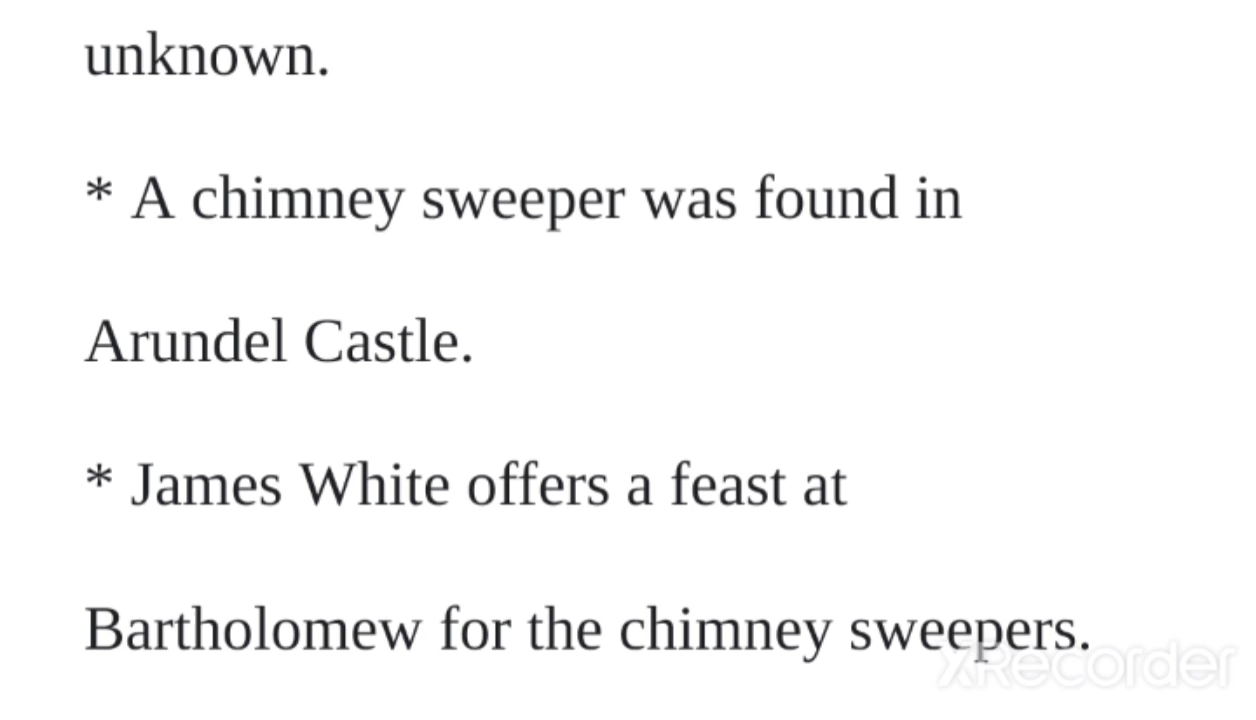 unknown.
* A chimney sweeper was found in
Arundel Castle.
* James White offers a feast at
Bartholomew for the chimney sweepers.
XRecorder